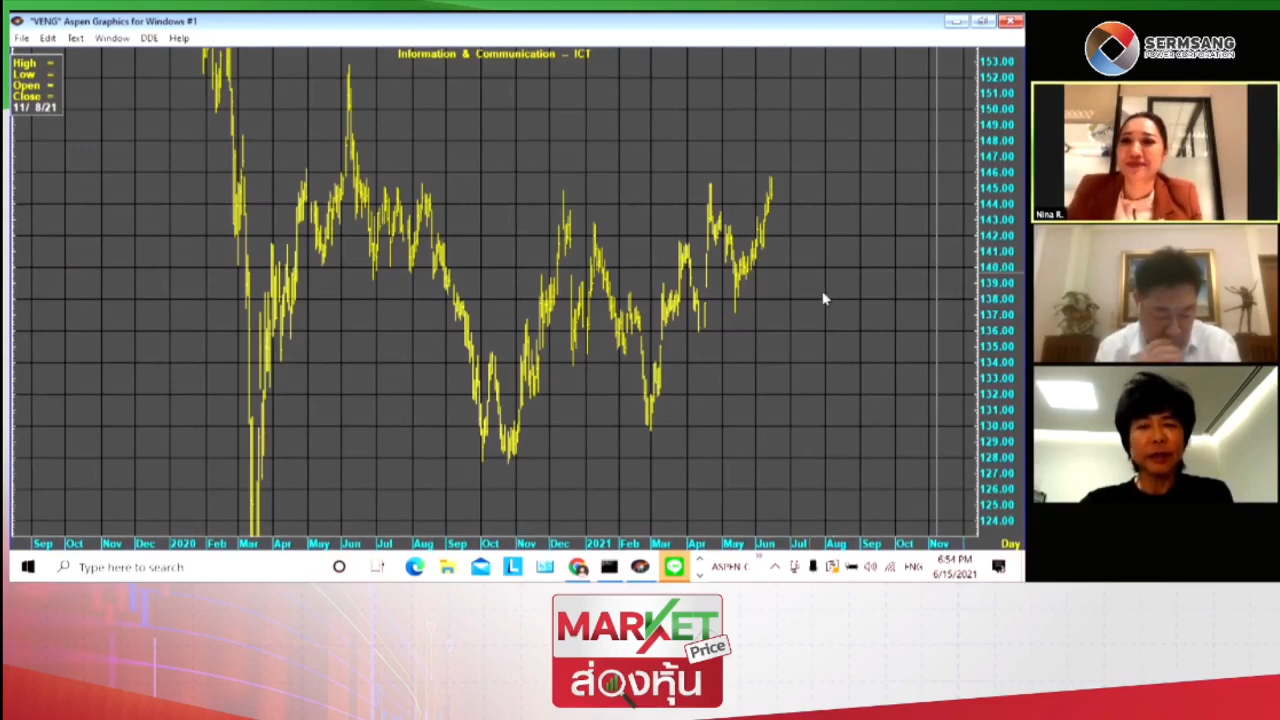 "VENG" Aspen Graphics for Windows #1
File Edit Text Window DDE Help
Information & Communication -- ICT
High =
Low =
Open =
Close =
11/ 8/21
153.00
152.00
151.00
150.00
149.00
148.00
147.00
146.00
145.00
144.00
143.00
142.00
141.00
140.00
139.00
138.00
137.00
136.00
135.00
134.00
133.00
132.00
131.00
130.00
129.00
128.00
127.00
126.00
125.00
124.00
Sep Oct Nov Dec 2020 Feb Mar Apr May Jun Jul Aug Sep Oct Nov Dec 2021 Feb Mar Apr May Jun Jul Aug Sep Oct Nov Day
Type here to search
ASPEN C
ENG
6:54 PM
6/15/2021
SERMSANG
POWER CORPORATION
Nina R.
MARKET
Price
ส่องหุ้น